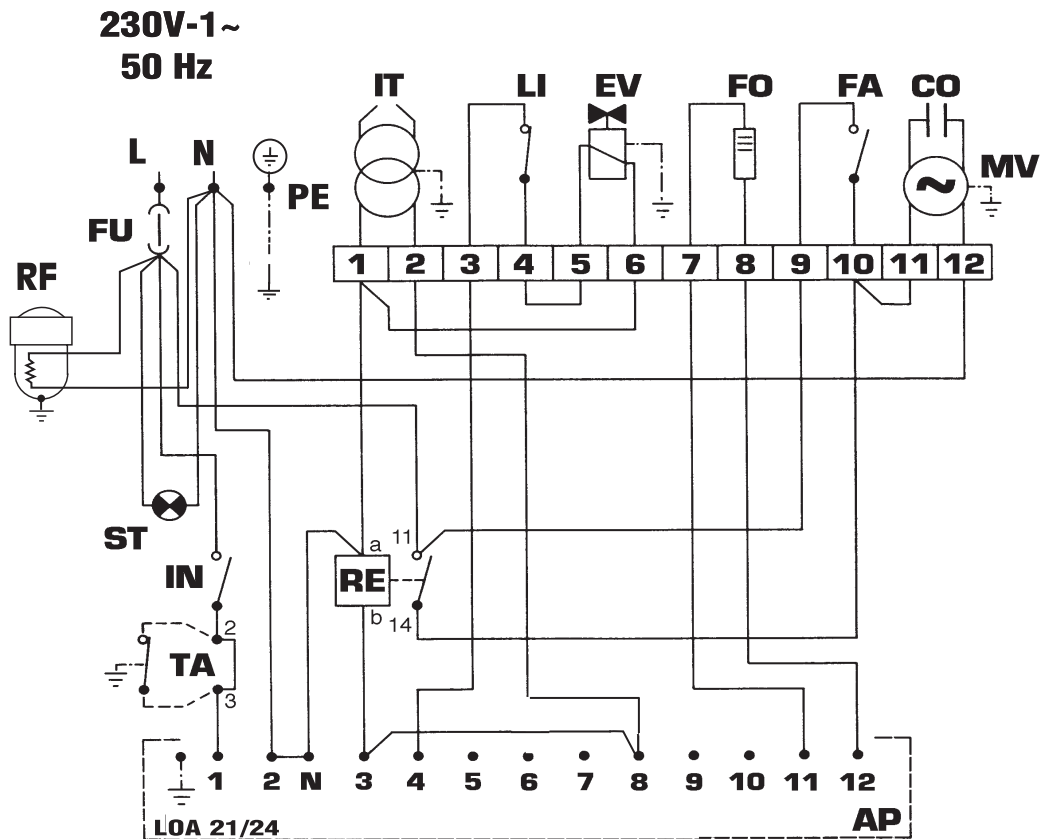 230V-1~
50 Hz
IT
LI
EV
FO
FA
CO
L
N
MV
PE
FU
RF
1 2 3 4 5 6 7 8 9 10 11 12
ST
a
11
IN
RE
b
14
2
TA
3
1 2 N 3 4 5 6 7 8 9 10 11 12
LOA 21/24
AP